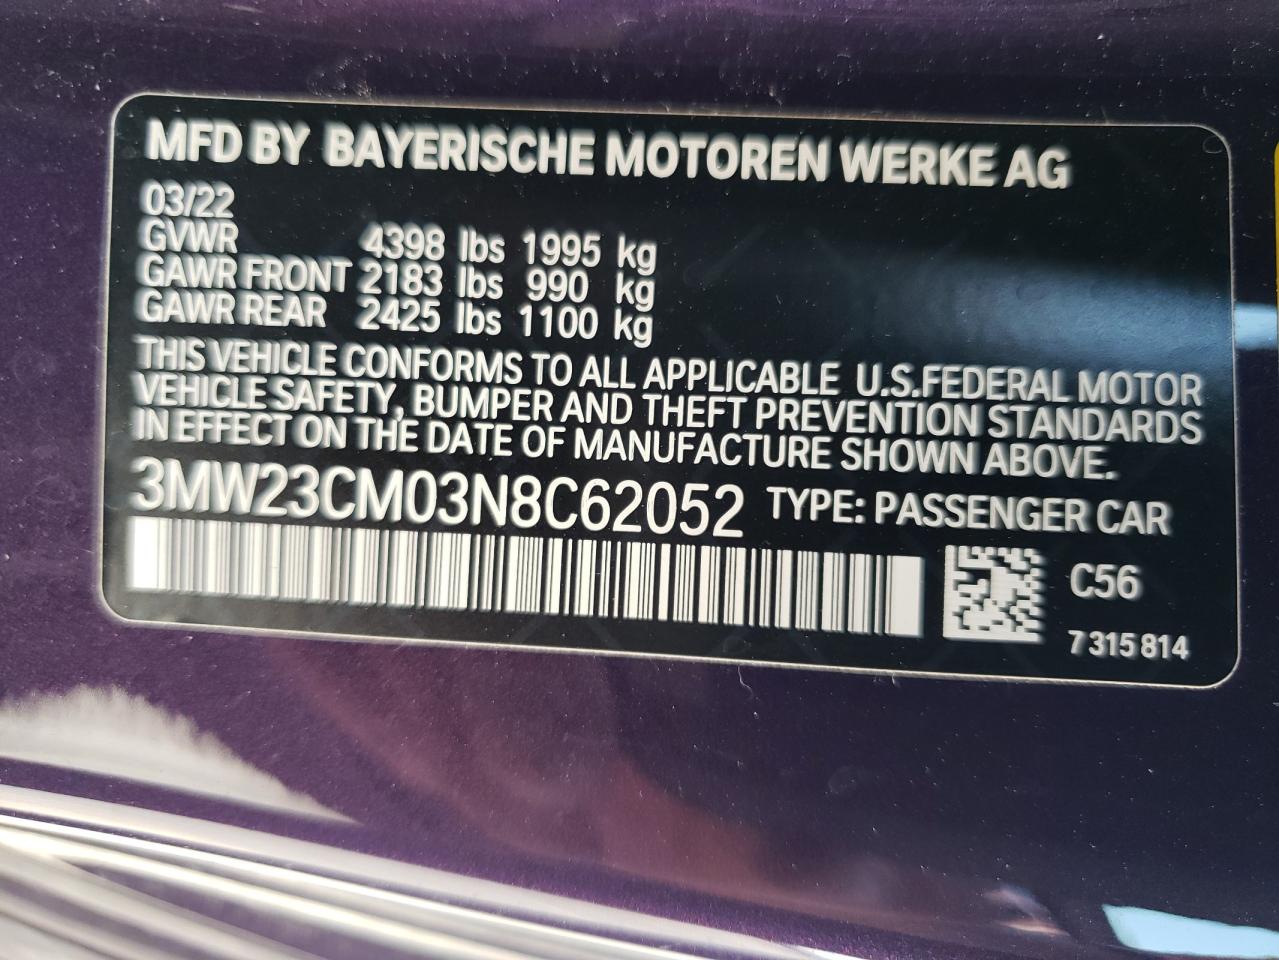 MFD BY BAYERISCHE MOTOREN WERKE AG
03/22
GVWR 4398 lbs 1995 kg
GAWR FRONT 2183 lbs 990 kg
GAWR REAR 2425 lbs 1100 kg
THIS VEHICLE CONFORMS TO ALL APPLICABLE U.S.FEDERAL MOTOR
VEHICLE SAFETY, BUMPER AND THEFT PREVENTION STANDARDS
IN EFFECT ON THE DATE OF MANUFACTURE SHOWN ABOVE.
3MW23CM03N8C62052 TYPE: PASSENGER CAR
C56
7 315 814